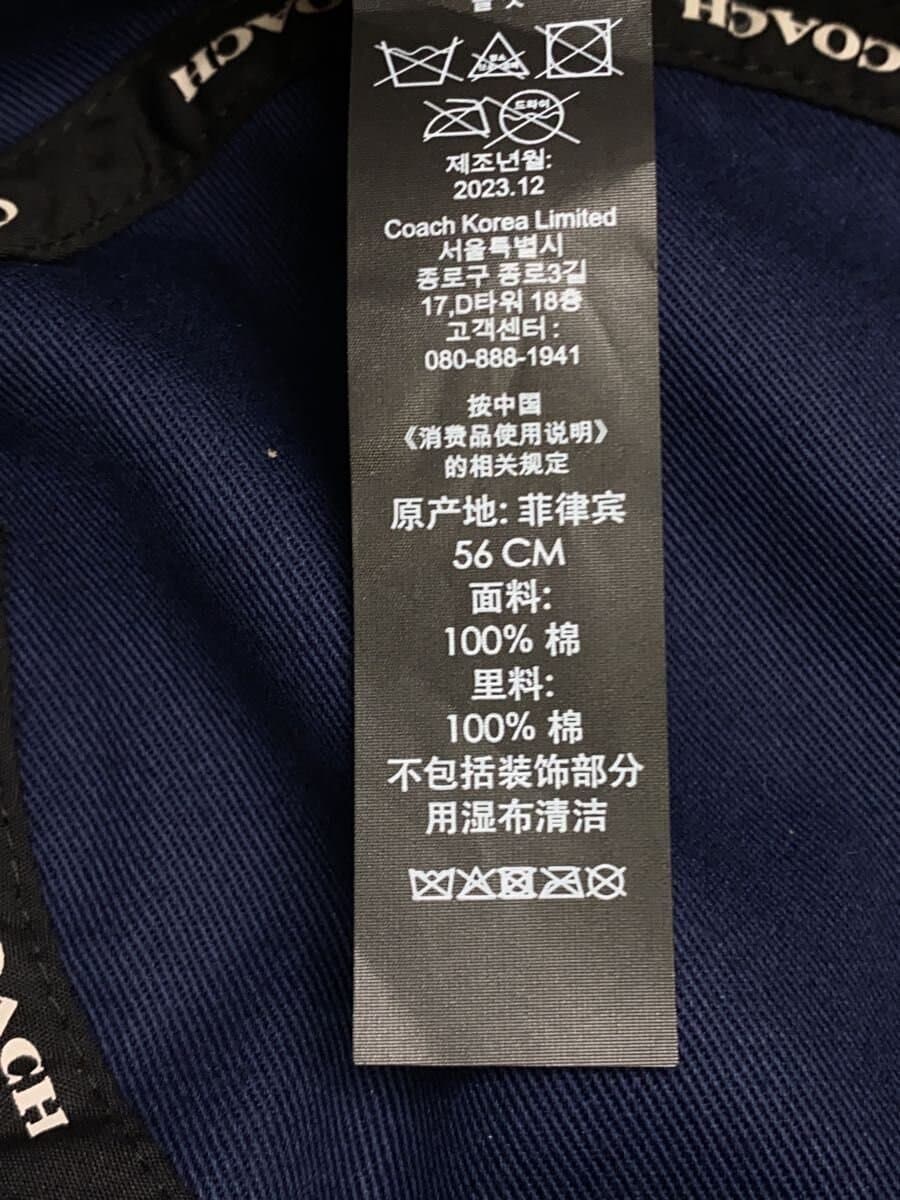 COACH
COACH
제조년월:
2023.12
Coach Korea Limited
서울특별시
종로구 종로3길
17,D타워 18층
고객센터 :
080-888-1941
按中国
《消费品使用说明》
的相关规定
原产地: 菲律宾
56 CM
面料:
100% 棉
里料:
100% 棉
不包括装饰部分
用湿布清洁
드라이
COACH